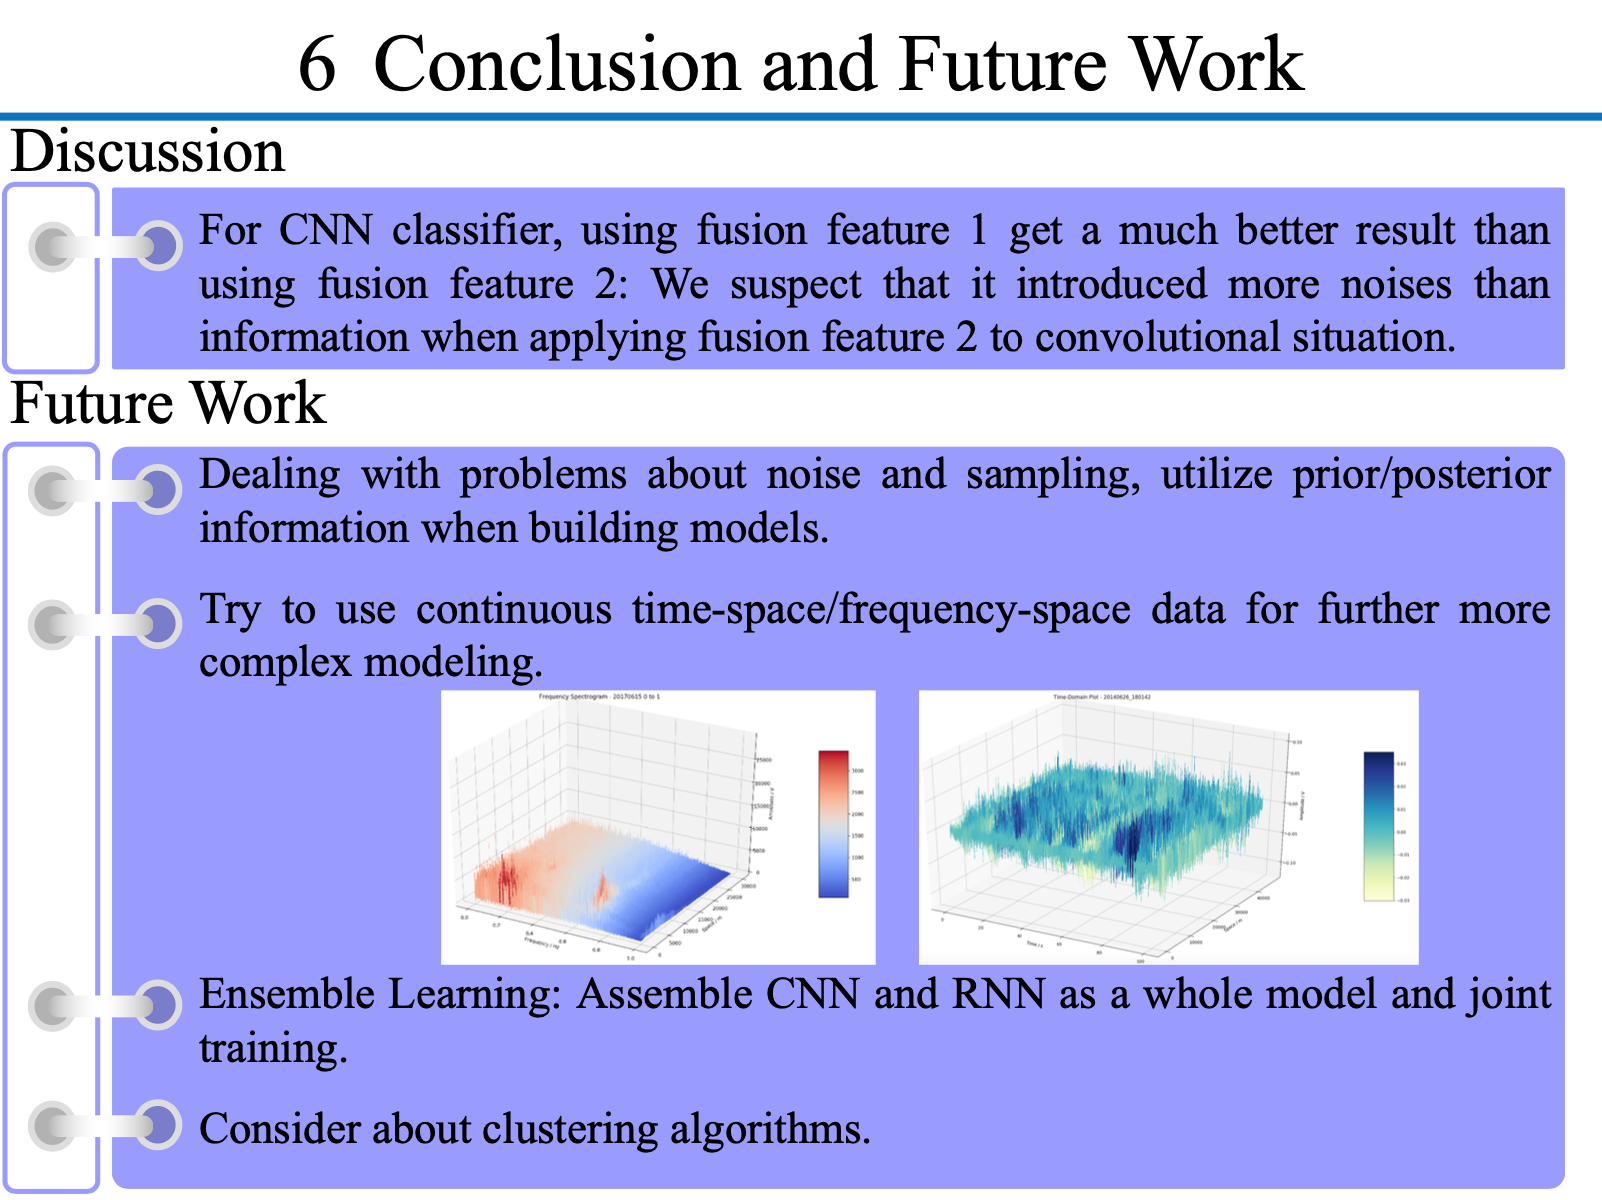 6 Conclusion and Future Work
Discussion
For CNN classifier, using fusion feature 1 get a much better result than
using fusion feature 2: We suspect that it introduced more noises than
information when applying fusion feature 2 to convolutional situation.
Future Work
Dealing with problems about noise and sampling, utilize prior/posterior
information when building models.
Try to use continuous time-space/frequency-space data for further more
complex modeling.
Frequency Spectrogram - 20170615 0 to 1
Time-Domain Plot - 20140626_180142
Frequency / Hz
Space / m
Time / s
Ensemble Learning: Assemble CNN and RNN as a whole model and joint
training.
Consider about clustering algorithms.